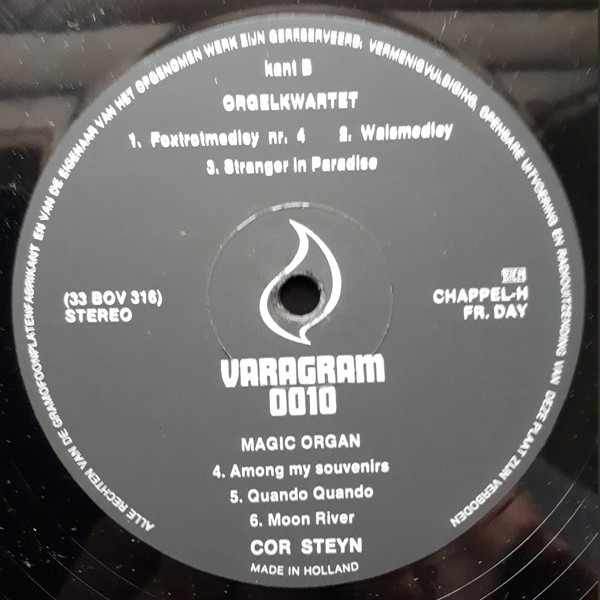 ALLE RECHTEN VAN DE GRAMOFOONPLATENFABRIKANT EN VAN DE EIGENAAR VAN HET OPGENOMEN WERK ZIJN GERESERVEERD; VERMENIGVULDIGING, OPENBARE UITVOERING EN RADIOUITZENDING VAN DEZE PLAAT ZIJN VERBODEN
kant B
ORGELKWARTET
1. Foxtrotmedley nr. 4 2. Walsmedley
3. Stranger in Paradise
(33 BOV 316)
STEREO
CHAPPEL-H
FR. DAY
VARAGRAM
0010
MAGIC ORGAN
4. Among my souvenirs
5. Quando Quando
6. Moon River
COR STEYN
MADE IN HOLLAND